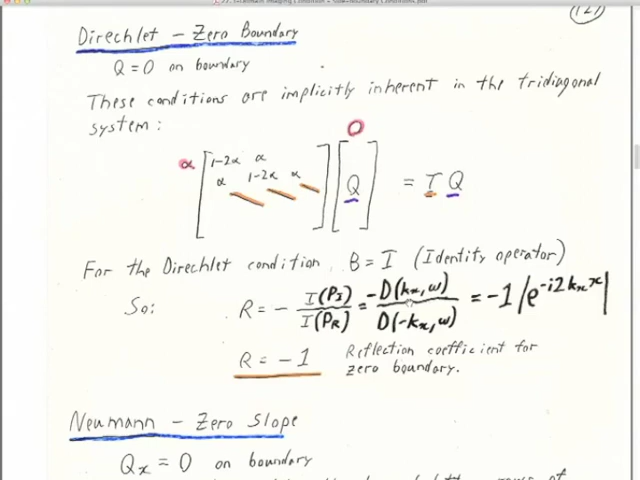 (121)
Direchlet – Zero Boundary
Q = 0 on boundary
These conditions are implicitly inherent in the tridiagonal
system:
0
α [ 1-2α α
α 1-2α α ] [ Q ] = T Q
For the Direchlet condition, B = I (Identity operator)
So: R = - I(P_I) / I(P_R) = -D(k_x, ω) / D(-k_x, ω) = -1 |e^{-i2k_x x}|
R = -1 Reflection coefficient for
zero boundary.
Neumann – Zero Slope
Q_x = 0 on boundary